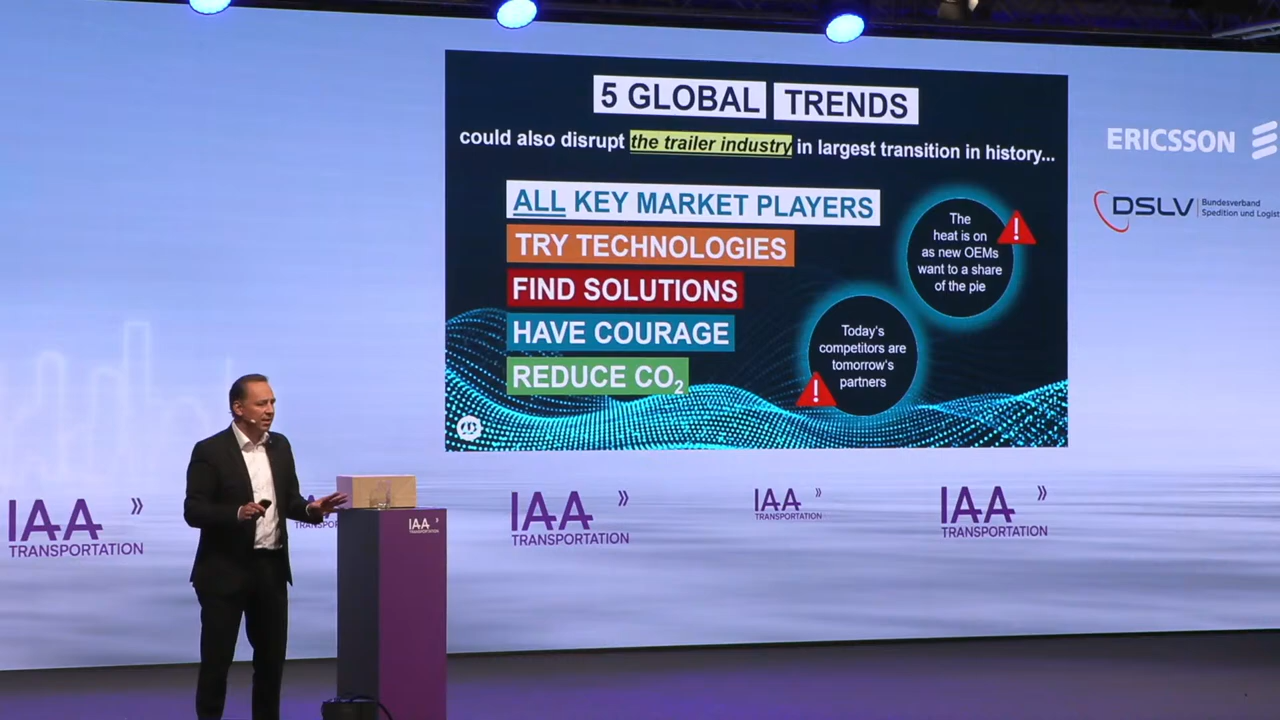 5 GLOBAL TRENDS
could also disrupt the trailer industry in largest transition in history...
ALL KEY MARKET PLAYERS
TRY TECHNOLOGIES
FIND SOLUTIONS
HAVE COURAGE
REDUCE CO₂
The
heat is on
as new OEMs
want to a share
of the pie
Today's
competitors are
tomorrow's
partners
ERICSSON
DSLV
Bundesverband
Spedition und Logist
IAA
TRANSPORTATION
IAA
TRANSPOR
IAA
TRANSPORTATION
IAA
TRANSPORTATION
IAA
TRANSPORTATION
IAA